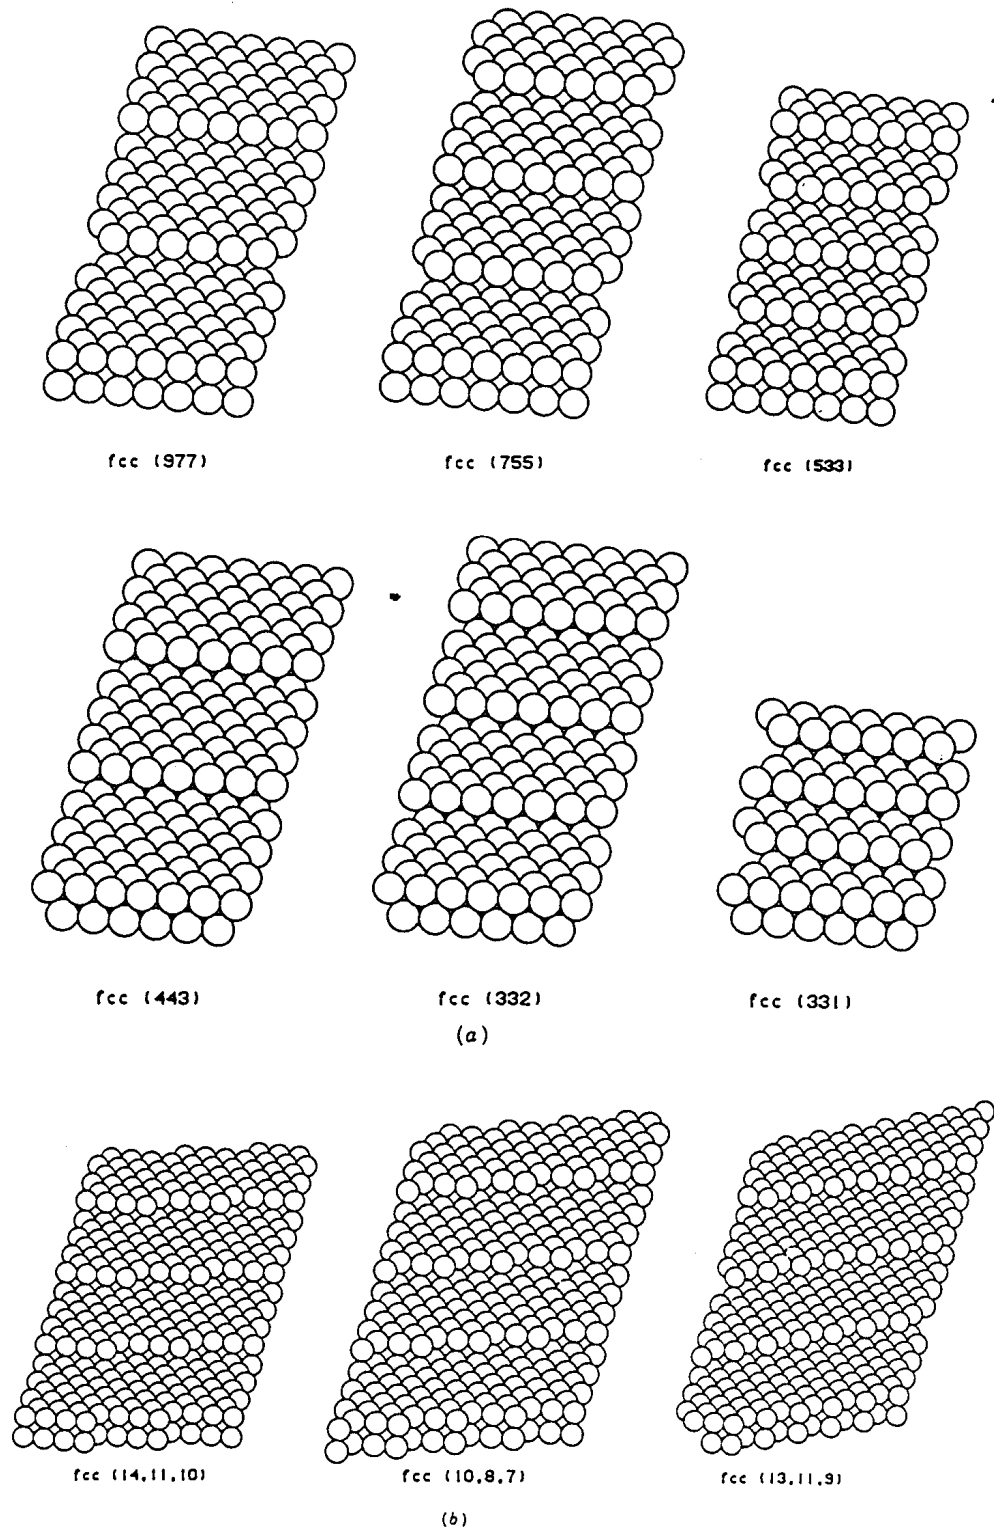 fcc (977) fcc (755) fcc (533)
fcc (443) fcc (332) fcc (331)
(a)
fcc (14,11,10) fcc (10,8,7) fcc (13,11,9)
(b)